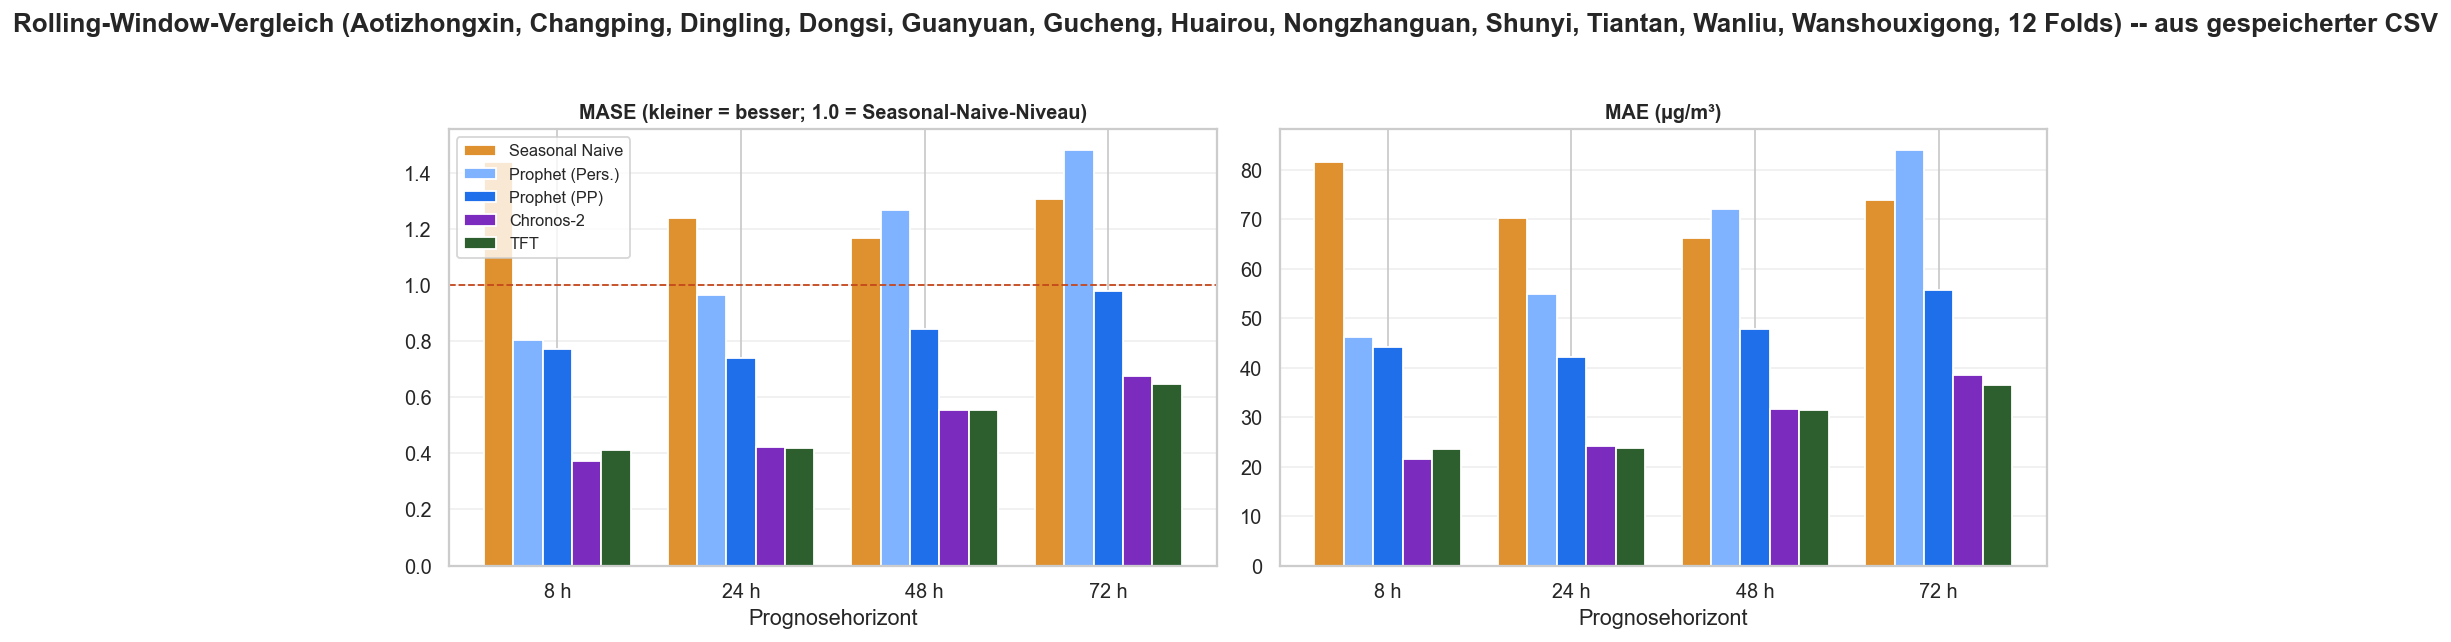 Rolling-Window-Vergleich (Aotizhongxin, Changping, Dingling, Dongsi, Guanyuan, Gucheng, Huairou, Nongzhanguan, Shunyi, Tiantan, Wanliu, Wanshouxigong, 12 Folds) -- aus gespeicherter CSV
MASE (kleiner = besser; 1.0 = Seasonal-Naive-Niveau)
Seasonal Naive
Prophet (Pers.)
Prophet (PP)
Chronos-2
TFT
1.4
1.2
1.0
0.8
0.6
0.4
0.2
0.0
8 h 24 h 48 h 72 h
Prognosehorizont
MAE (µg/m³)
80
70
60
50
40
30
20
10
0
8 h 24 h 48 h 72 h
Prognosehorizont